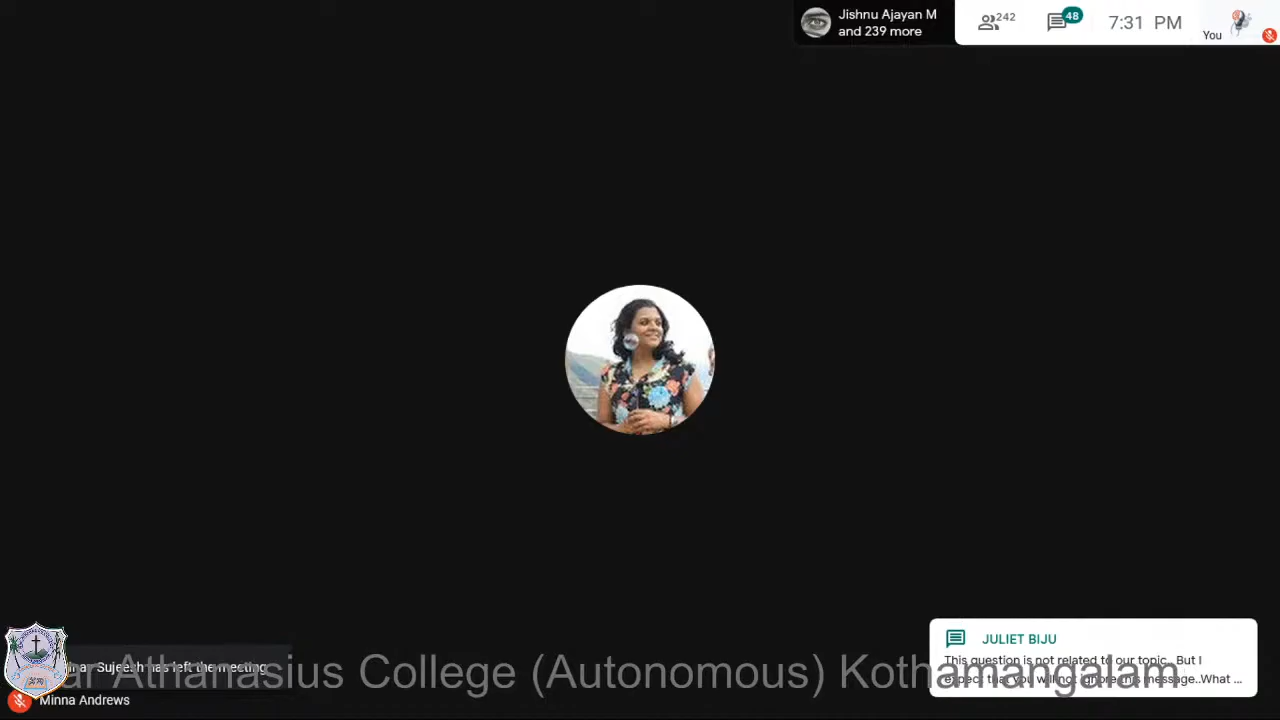 Jishnu Ajayan M
and 239 more
242
48
7:31 PM
You
JULIET BIJU
This question is not related to our topic.. But I
expect that you will not ignore this message..What ...
Sujeesh has left the meeting
ar Athanasius College (Autonomous) Kothamangalam
Minna Andrews